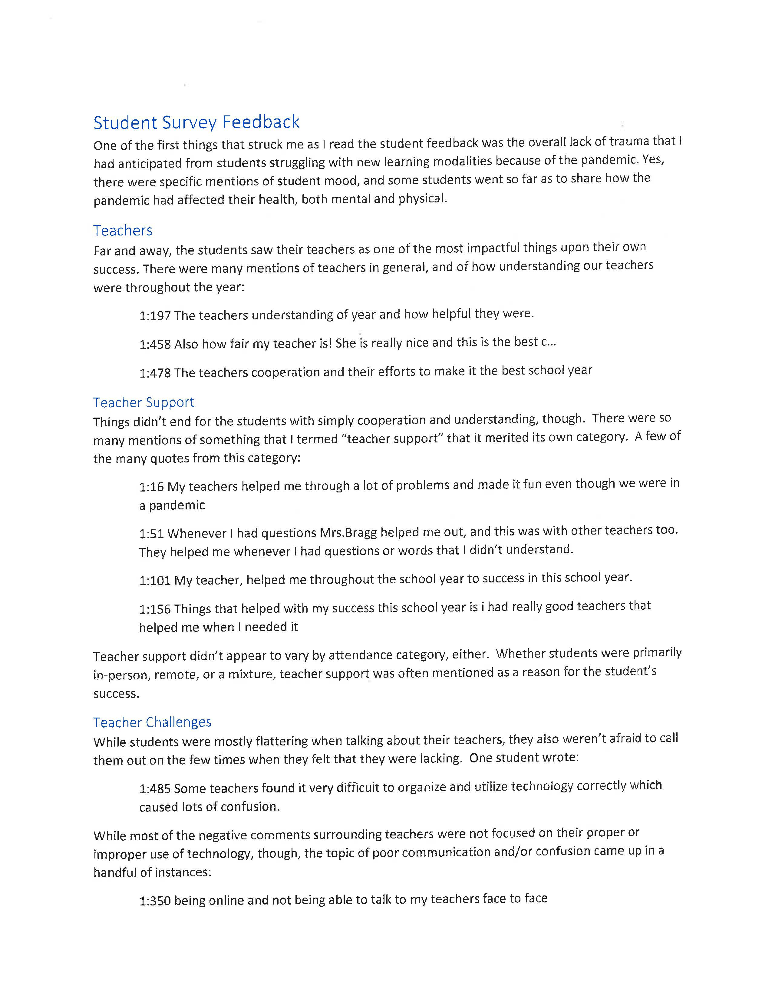 Student Survey Feedback
One of the first things that struck me as I read the student feedback was the overall lack of trauma that I
had anticipated from students struggling with new learning modalities because of the pandemic. Yes,
there were specific mentions of student mood, and some students went so far as to share how the
pandemic had affected their health, both mental and physical.
Teachers
Far and away, the students saw their teachers as one of the most impactful things upon their own
success. There were many mentions of teachers in general, and of how understanding our teachers
were throughout the year:
1:197 The teachers understanding of year and how helpful they were.
1:458 Also how fair my teacher is! She is really nice and this is the best c...
1:478 The teachers cooperation and their efforts to make it the best school year
Teacher Support
Things didn't end for the students with simply cooperation and understanding, though.  There were so
many mentions of something that I termed "teacher support" that it merited its own category.  A few of
the many quotes from this category:
1:16 My teachers helped me through a lot of problems and made it fun even though we were in
a pandemic
1:51 Whenever I had questions Mrs.Bragg helped me out, and this was with other teachers too.
They helped me whenever I had questions or words that I didn't understand.
1:101 My teacher, helped me throughout the school year to success in this school year.
1:156 Things that helped with my success this school year is i had really good teachers that
helped me when I needed it
Teacher support didn't appear to vary by attendance category, either.  Whether students were primarily
in-person, remote, or a mixture, teacher support was often mentioned as a reason for the student's
success.
Teacher Challenges
While students were mostly flattering when talking about their teachers, they also weren't afraid to call
them out on the few times when they felt that they were lacking.  One student wrote:
1:485 Some teachers found it very difficult to organize and utilize technology correctly which
caused lots of confusion.
While most of the negative comments surrounding teachers were not focused on their proper or
improper use of technology, though, the topic of poor communication and/or confusion came up in a
handful of instances:
1:350 being online and not being able to talk to my teachers face to face